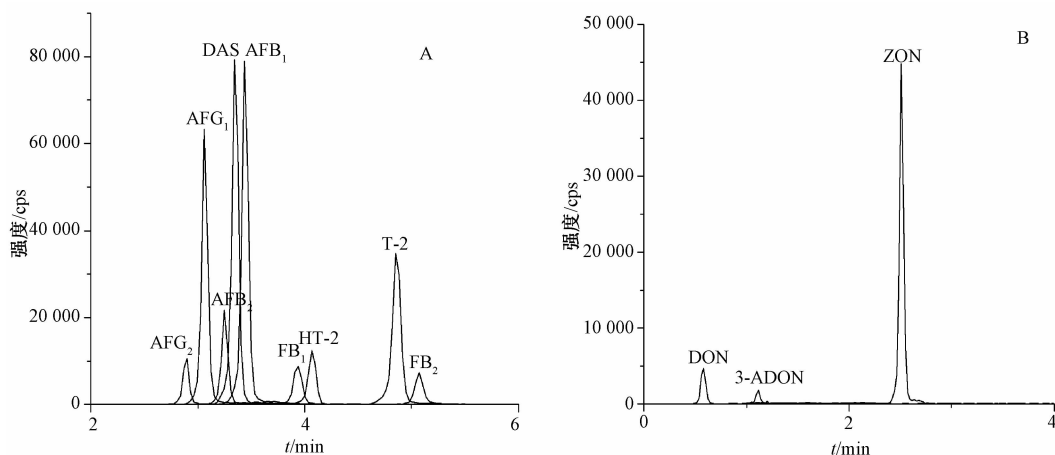 A
DAS AFB₁
80 000
AFG₁
60 000
强度/cps
40 000
T-2
20 000
AFB₂
AFG₂
FB₁ HT-2
FB₂
0
2 4 6
t/min
50 000
B
ZON
40 000
30 000
强度/cps
20 000
10 000
DON
3-ADON
0
0 2 4
t/min